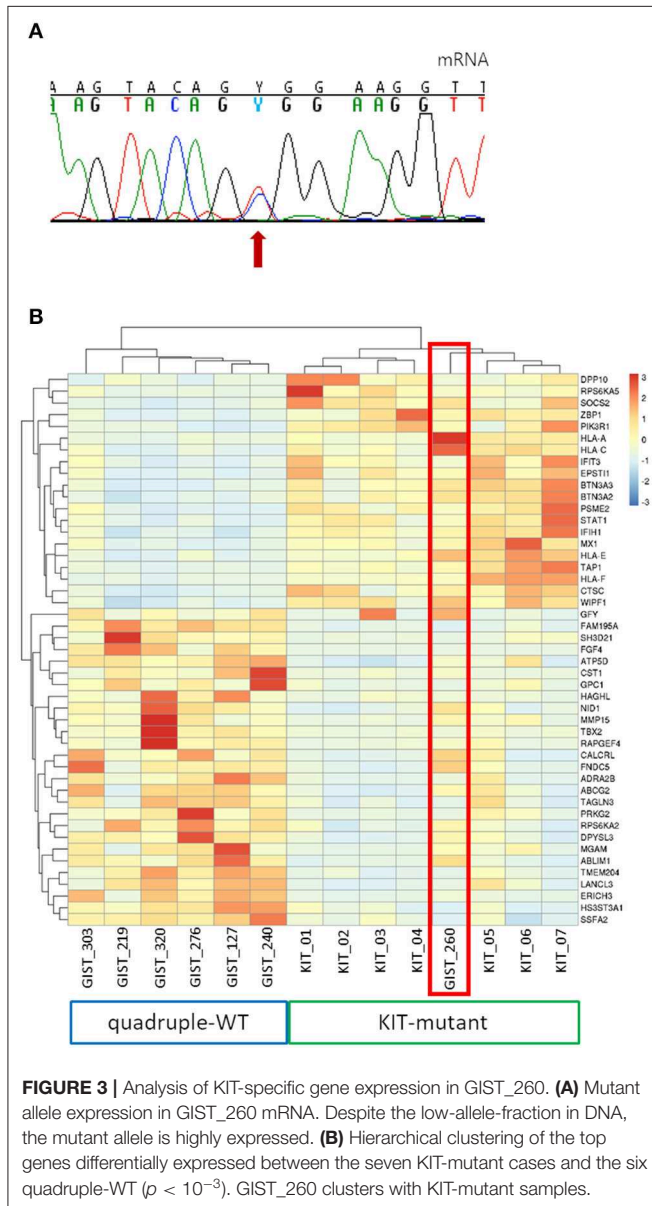 A
mRNA
A A G T A C A G Y G G A A G G T T
A A G T A C A G Y G G A A G G T T
B
DPP10
RPS6KA5
SOCS2
ZBP1
PIK3R1
HLA-A
HLA-C
IFIT3
EPSTI1
BTN3A3
BTN3A2
PSME2
STAT1
IFIH1
MX1
HLA-E
TAP1
HLA-F
CTSC
WIPF1
GFY
FAM195A
SH3D21
FGF4
ATP5D
CST1
GPC1
HAGHL
NID1
MMP15
TBX2
RAPGEF4
CALCRL
FNDC5
ADRA2B
ABCG2
TAGLN3
PRKG2
RPS6KA2
DPYSL3
MGAM
ABLIM1
TMEM204
LANCL3
ERICH3
HS3ST3A1
SSFA2
3
2
1
0
-1
-2
-3
GIST_303
GIST_219
GIST_320
GIST_276
GIST_127
GIST_240
KIT_01
KIT_02
KIT_03
KIT_04
GIST_260
KIT_05
KIT_06
KIT_07
quadruple-WT
KIT-mutant
FIGURE 3 | Analysis of KIT-specific gene expression in GIST_260. (A) Mutant
allele expression in GIST_260 mRNA. Despite the low-allele-fraction in DNA,
the mutant allele is highly expressed. (B) Hierarchical clustering of the top
genes differentially expressed between the seven KIT-mutant cases and the six
quadruple-WT (p < 10⁻³). GIST_260 clusters with KIT-mutant samples.